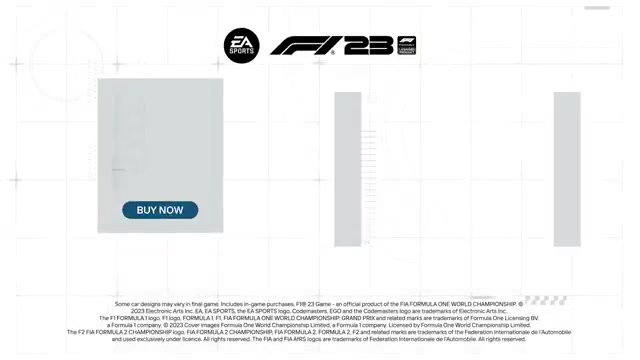 EA
SPORTS
F1® 23
BUY NOW
Some car designs may vary in final game. Includes in-game purchases. F1® 23 Game - an official product of the FIA FORMULA ONE WORLD CHAMPIONSHIP. ©
2023 Electronic Arts Inc. EA, EA SPORTS, the EA SPORTS logo, Codemasters, EGO and the Codemasters logo are trademarks of Electronic Arts Inc.
The F1 FORMULA 1 logo, F1 logo, FORMULA 1, F1, FIA FORMULA ONE WORLD CHAMPIONSHIP, GRAND PRIX and related marks are trademarks of Formula One Licensing BV,
a Formula 1 company. © 2023 Cover images Formula One World Championship Limited, a Formula 1 company. Licensed by Formula One World Championship Limited.
The F2 FIA FORMULA 2 CHAMPIONSHIP logo, FIA FORMULA 2 CHAMPIONSHIP, FIA FORMULA 2, FORMULA 2, F2 and related marks are trademarks of the Federation Internationale de l'Automobile
and used exclusively under licence. All rights reserved. The FIA and FIA AfRS logos are trademarks of Federation Internationale de l'Automobile. All rights reserved.